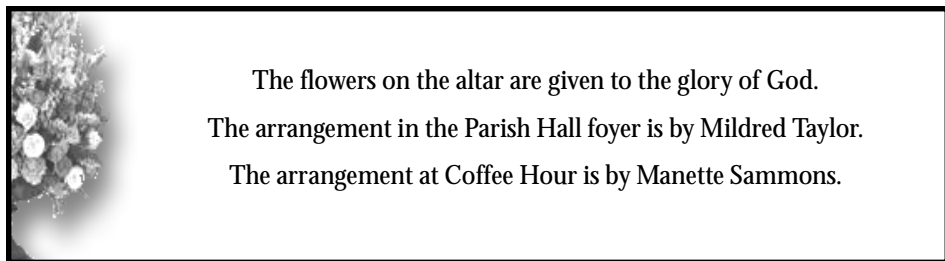 The flowers on the altar are given to the glory of God.
The arrangement in the Parish Hall foyer is by Mildred Taylor.
The arrangement at Coffee Hour is by Manette Sammons.